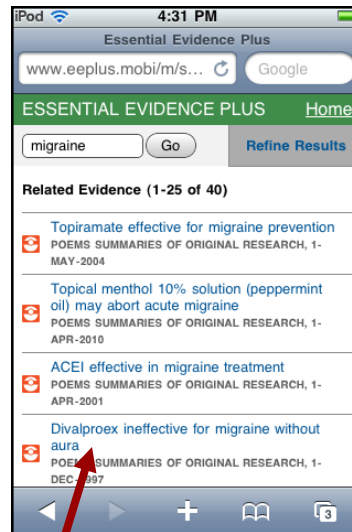 iPod 4:31 PM
Essential Evidence Plus
www.eeplus.mobi/m/s... Google
ESSENTIAL EVIDENCE PLUS Home
migraine Go Refine Results
Related Evidence (1-25 of 40)
Topiramate effective for migraine prevention
POEMS SUMMARIES OF ORIGINAL RESEARCH, 1-
MAY-2004
Topical menthol 10% solution (peppermint
oil) may abort acute migraine
POEMS SUMMARIES OF ORIGINAL RESEARCH, 1-
APR-2010
ACEI effective in migraine treatment
POEMS SUMMARIES OF ORIGINAL RESEARCH, 1-
APR-2001
Divalproex ineffective for migraine without
aura
POEMS SUMMARIES OF ORIGINAL RESEARCH, 1-
DEC-1997
3